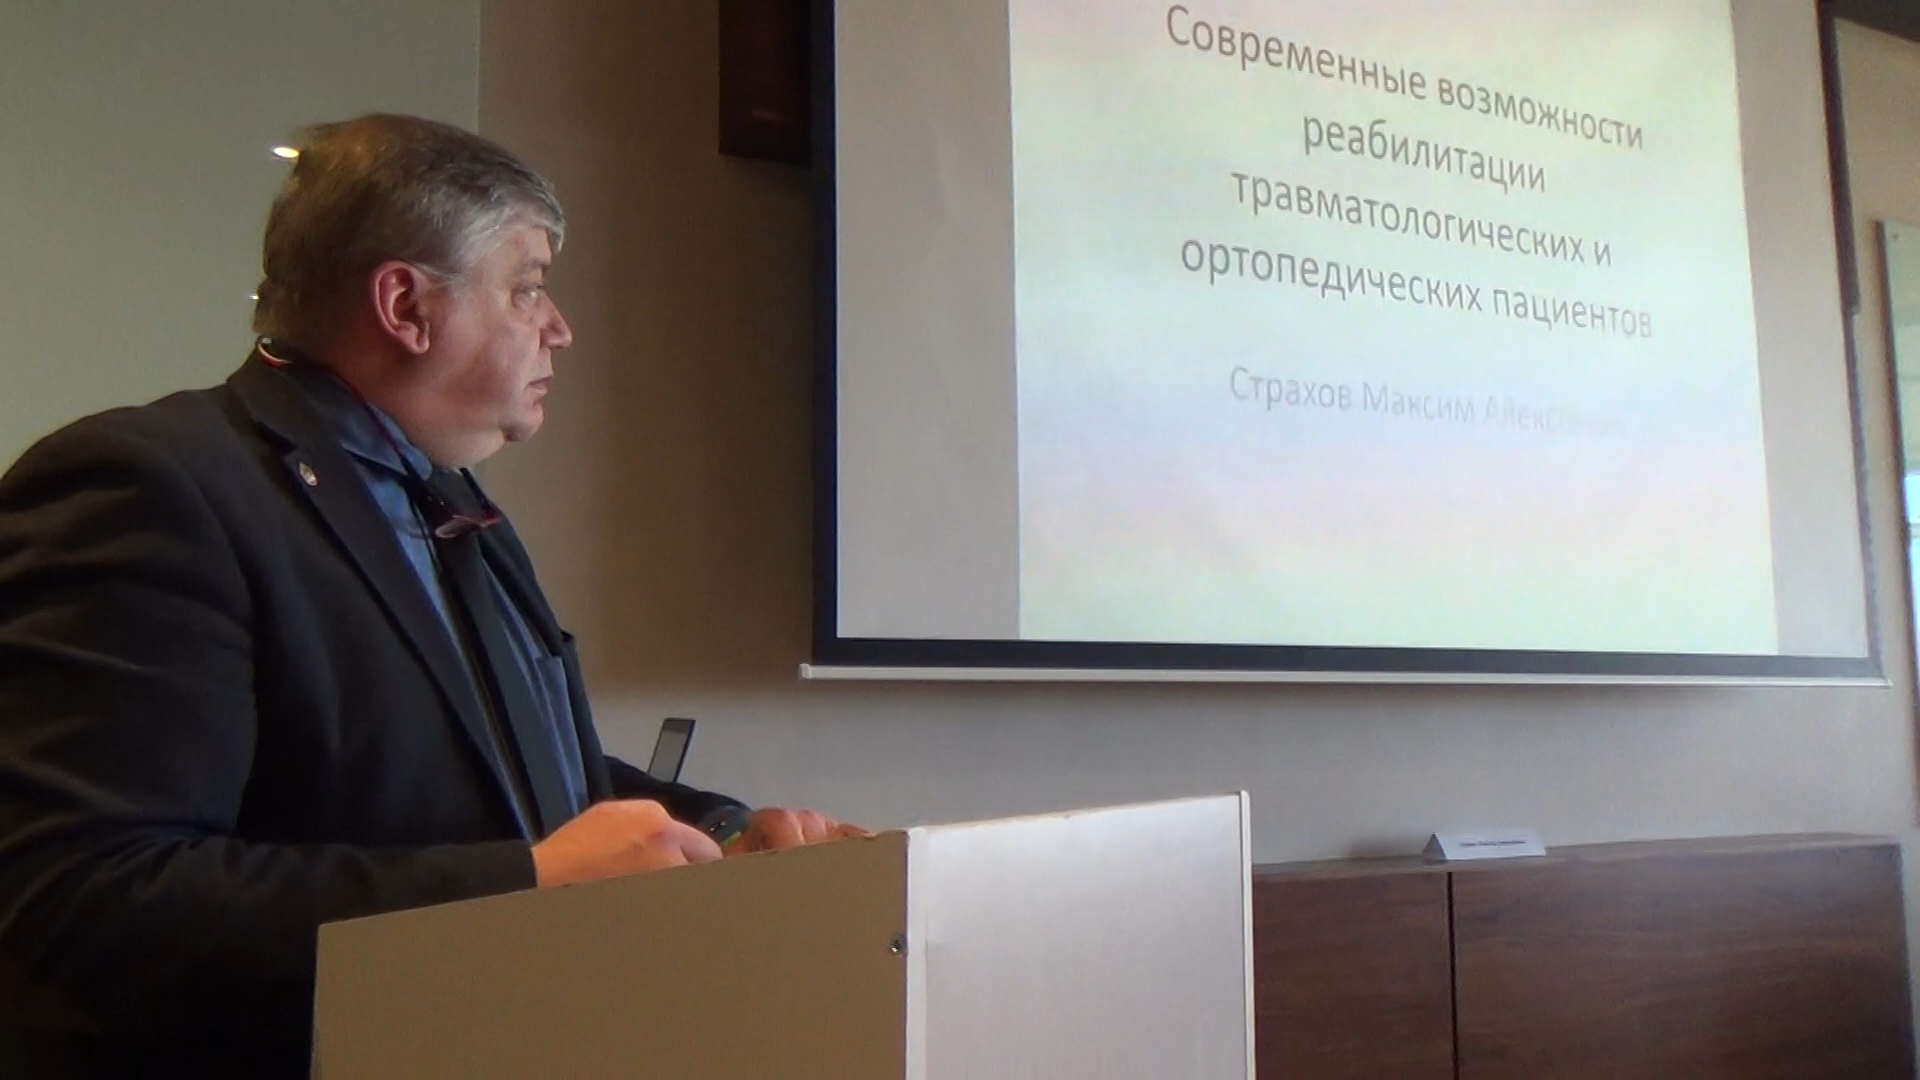 Современные возможности
реабилитации
травматологических и
ортопедических пациентов
Страхов Максим